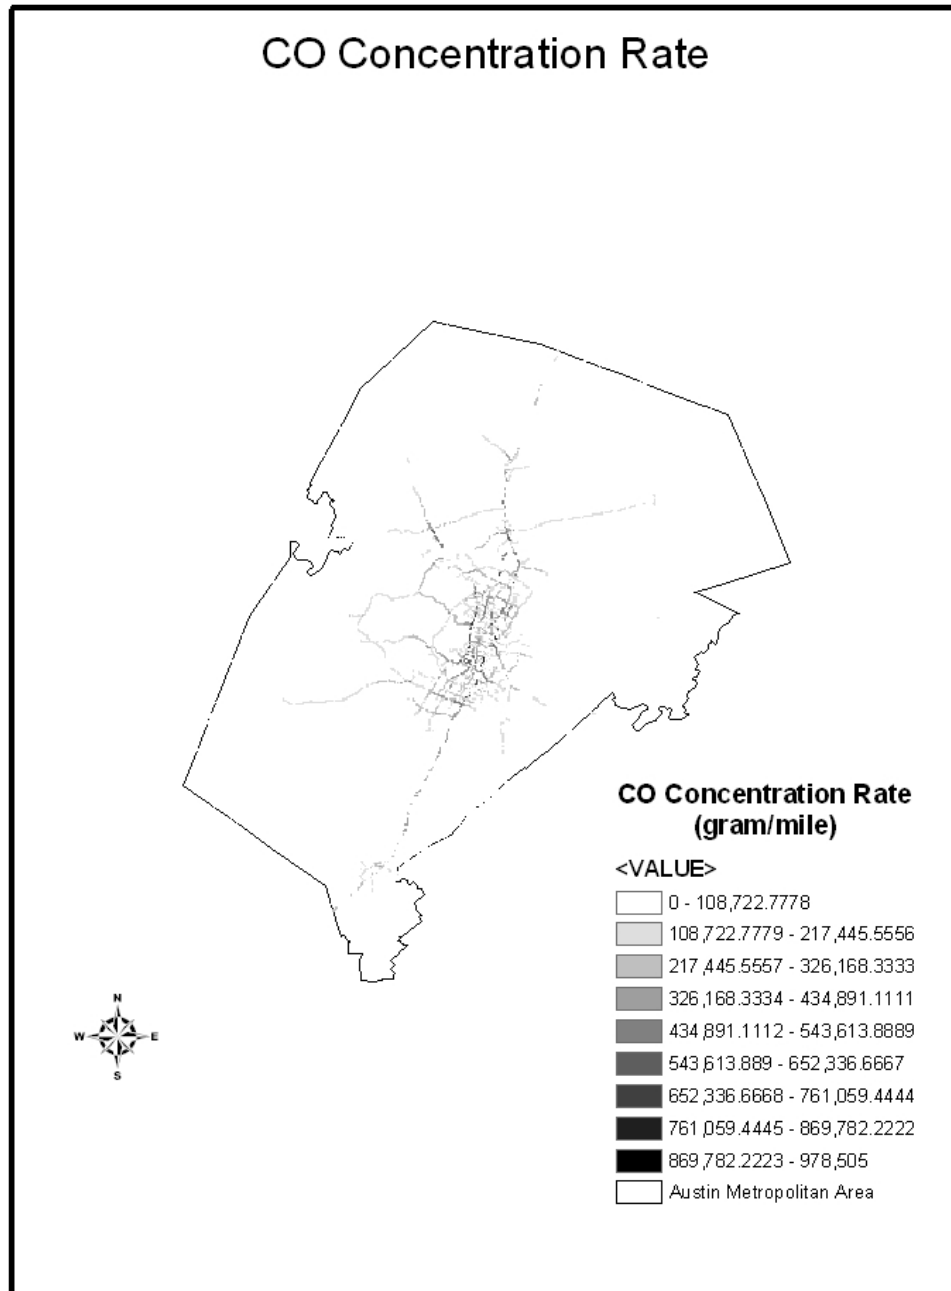 CO Concentration Rate
CO Concentration Rate
(gram/mile)
<VALUE>
0 - 108,722.7778
108,722.7779 - 217,445.5556
217,445.5557 - 326,168.3333
326,168.3334 - 434,891.1111
434,891.1112 - 543,613.8889
543,613.889 - 652,336.6667
652,336.6668 - 761,059.4444
761,059.4445 - 869,782.2222
869,782.2223 - 978,505
Austin Metropolitan Area
N
W E
S